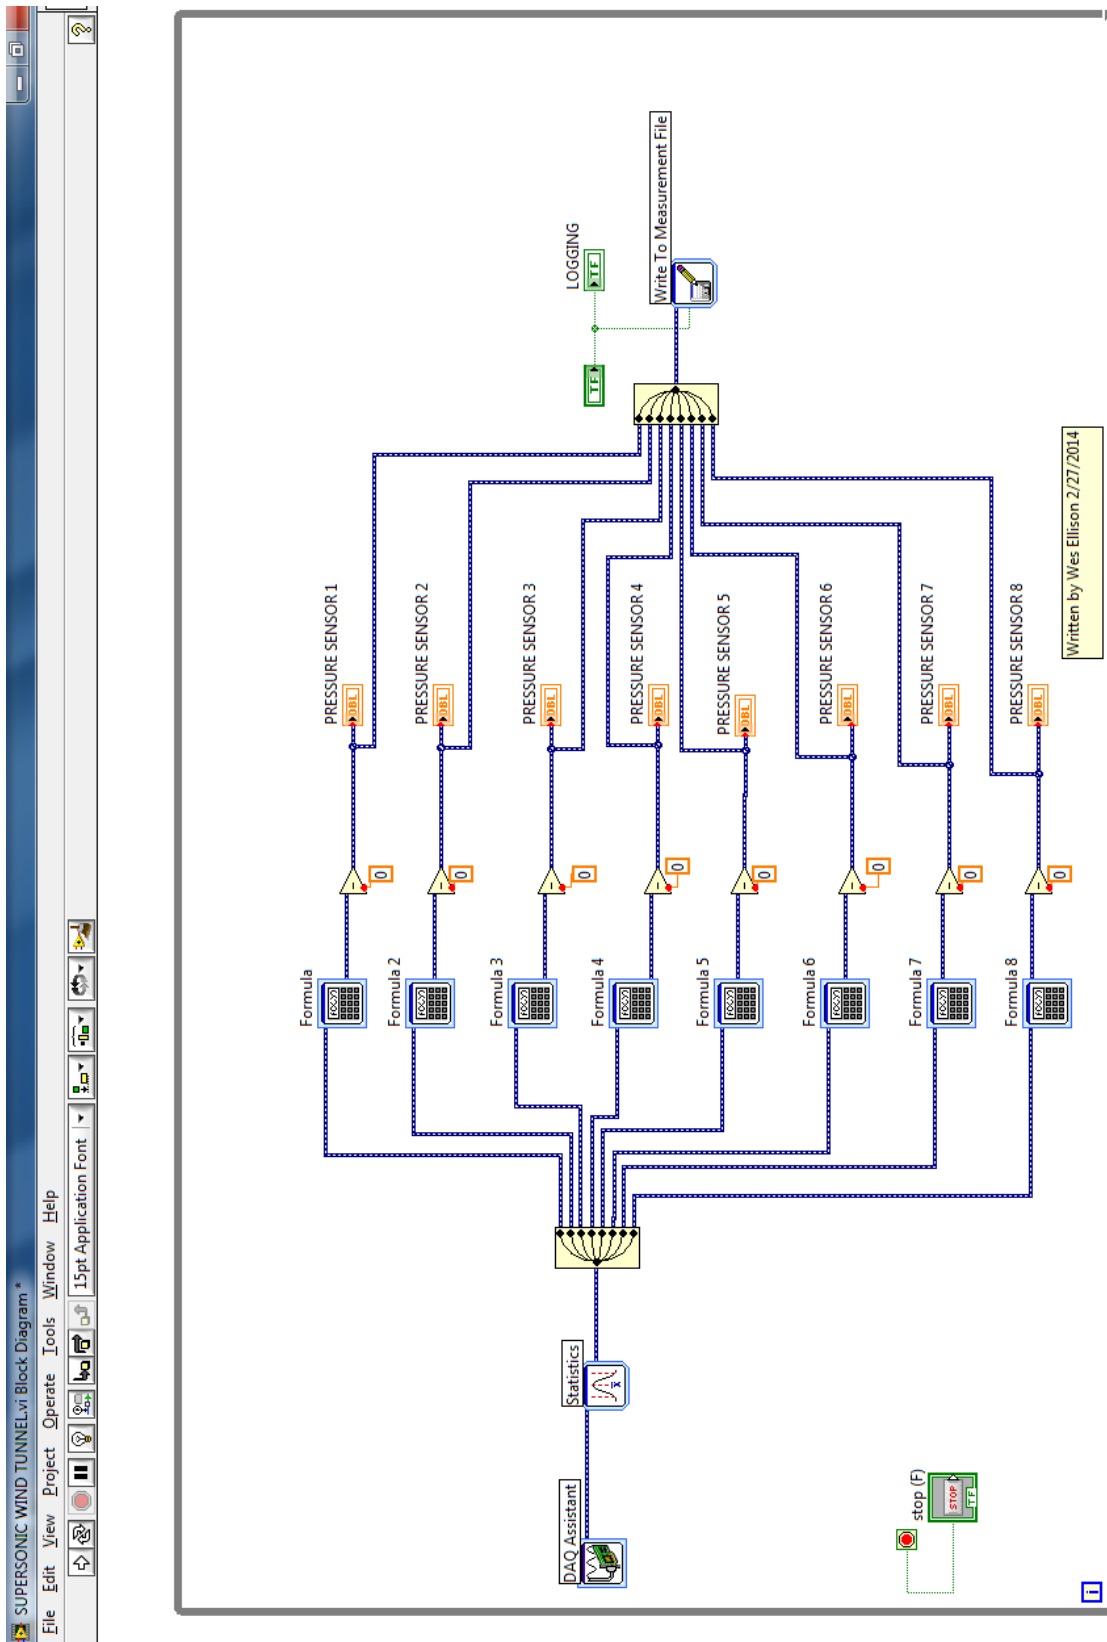 SUPERSONIC WIND TUNNEL.vi Block Diagram *
File Edit View Project Operate Tools Window Help
15pt Application Font
?
DAQ Assistant
Statistics
Formula
Formula 2
Formula 3
Formula 4
Formula 5
Formula 6
Formula 7
Formula 8
0
0
0
0
0
0
0
0
PRESSURE SENSOR 1
DBL
PRESSURE SENSOR 2
DBL
PRESSURE SENSOR 3
DBL
PRESSURE SENSOR 4
DBL
PRESSURE SENSOR 5
DBL
PRESSURE SENSOR 6
DBL
PRESSURE SENSOR 7
DBL
PRESSURE SENSOR 8
DBL
TF
LOGGING
TF
Write To Measurement File
stop (F)
STOP
TF
i
Written by Wes Ellison 2/27/2014